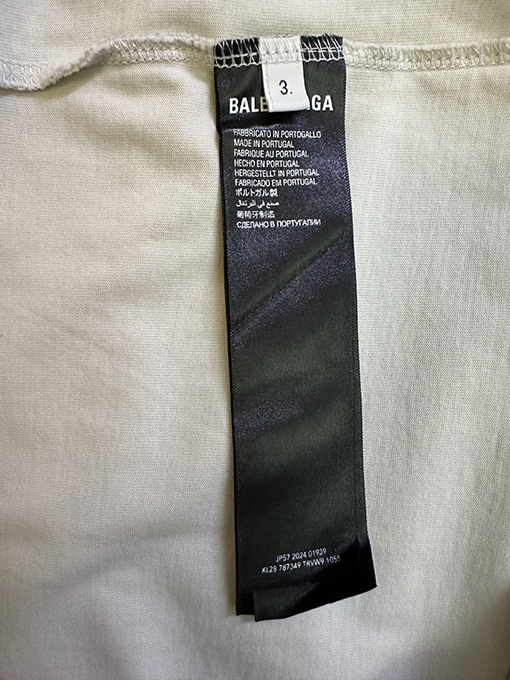 3.
FABBRICATO IN PORTOGALLO
MADE IN PORTUGAL
FABRIQUE AU PORTUGAL
HECHO EN PORTUGAL
HERGESTELLT IN PORTUGAL
FABRICADO EM PORTUGAL
ポルトガル製
صنع في البرتغال
葡萄牙制造
СДЕЛАНО В ПОРТУГАЛИИ
JP57 2024 01939
KL28 787349 TRVW9 1055